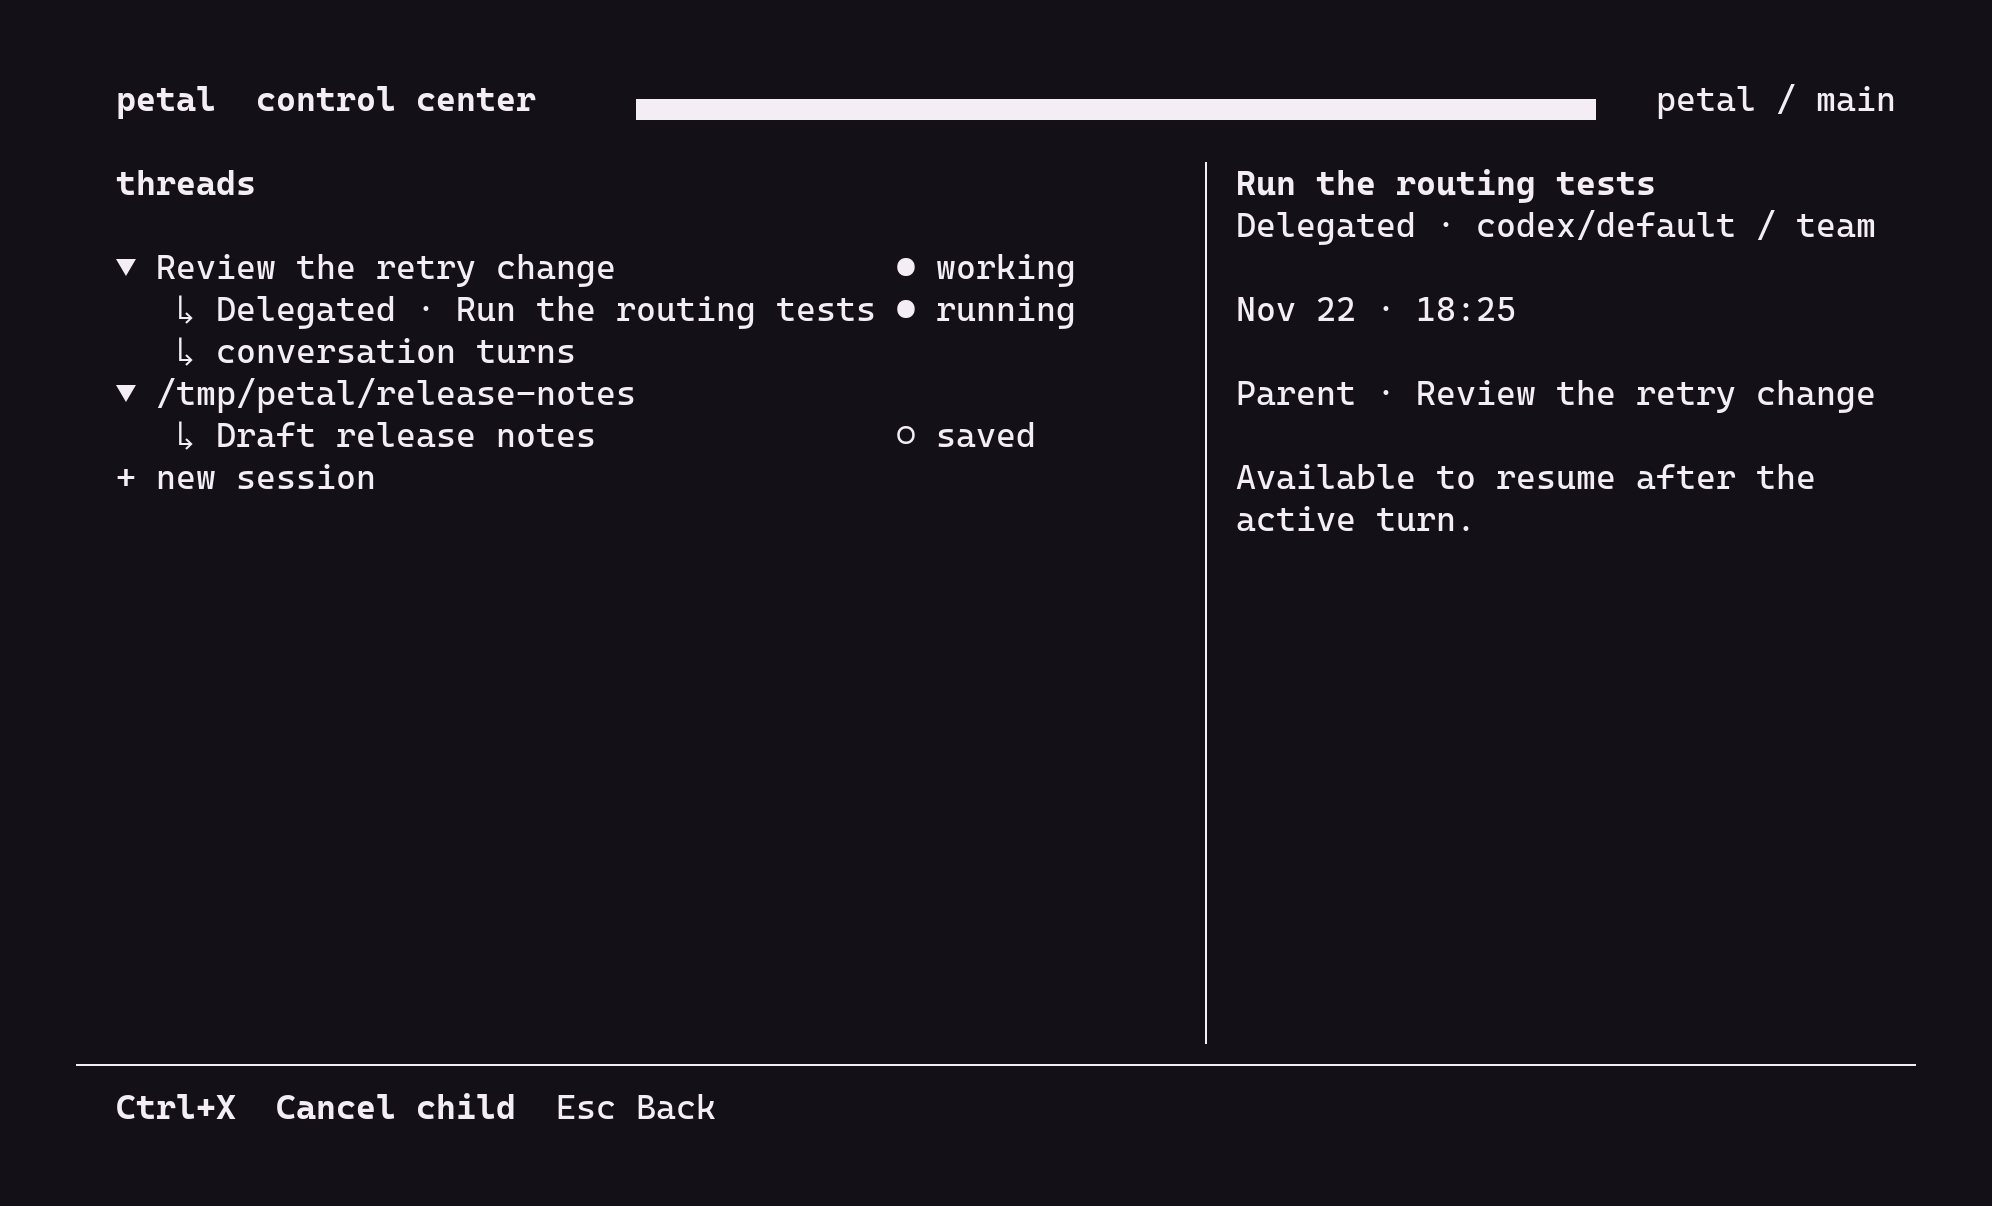 petal  control center
petal / main
threads
▼ Review the retry change ● working
↳ Delegated · Run the routing tests ● running
↳ conversation turns
▼ /tmp/petal/release-notes
↳ Draft release notes ○ saved
+ new session
Run the routing tests
Delegated · codex/default / team
Nov 22 · 18:25
Parent · Review the retry change
Available to resume after the
active turn.
Ctrl+X  Cancel child  Esc Back